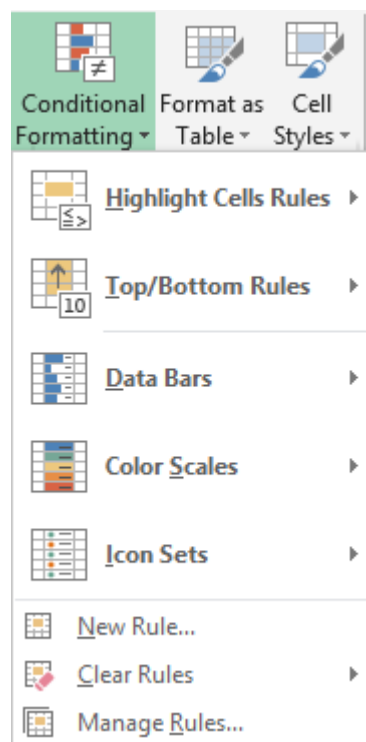 Conditional Format as Cell
Formatting Table Styles
≠
Highlight Cells Rules
≤ >
Top/Bottom Rules
10
Data Bars
Color Scales
Icon Sets
New Rule...
Clear Rules
Manage Rules...